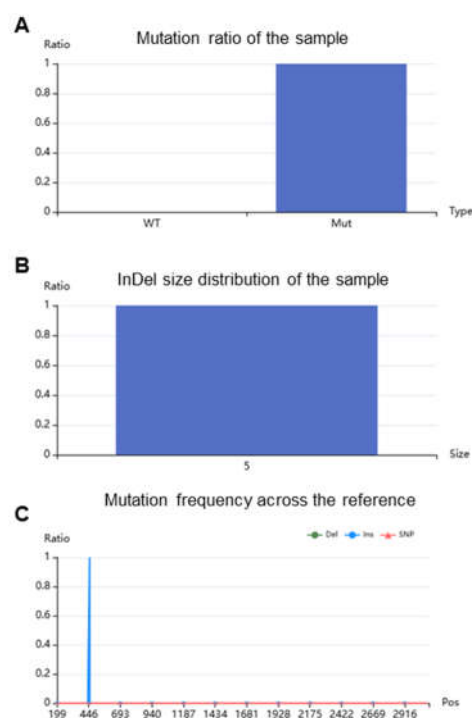 A
Mutation ratio of the sample
Ratio
1
0.8
0.6
0.4
0.2
0
WT Mut
Type
B
InDel size distribution of the sample
Ratio
1
0.8
0.6
0.4
0.2
0
5
Size
Mutation frequency across the reference
C
Del Ins SNP
Ratio
1
0.8
0.6
0.4
0.2
0
Pos
199 446 693 940 1187 1434 1681 1928 2175 2422 2669 2916